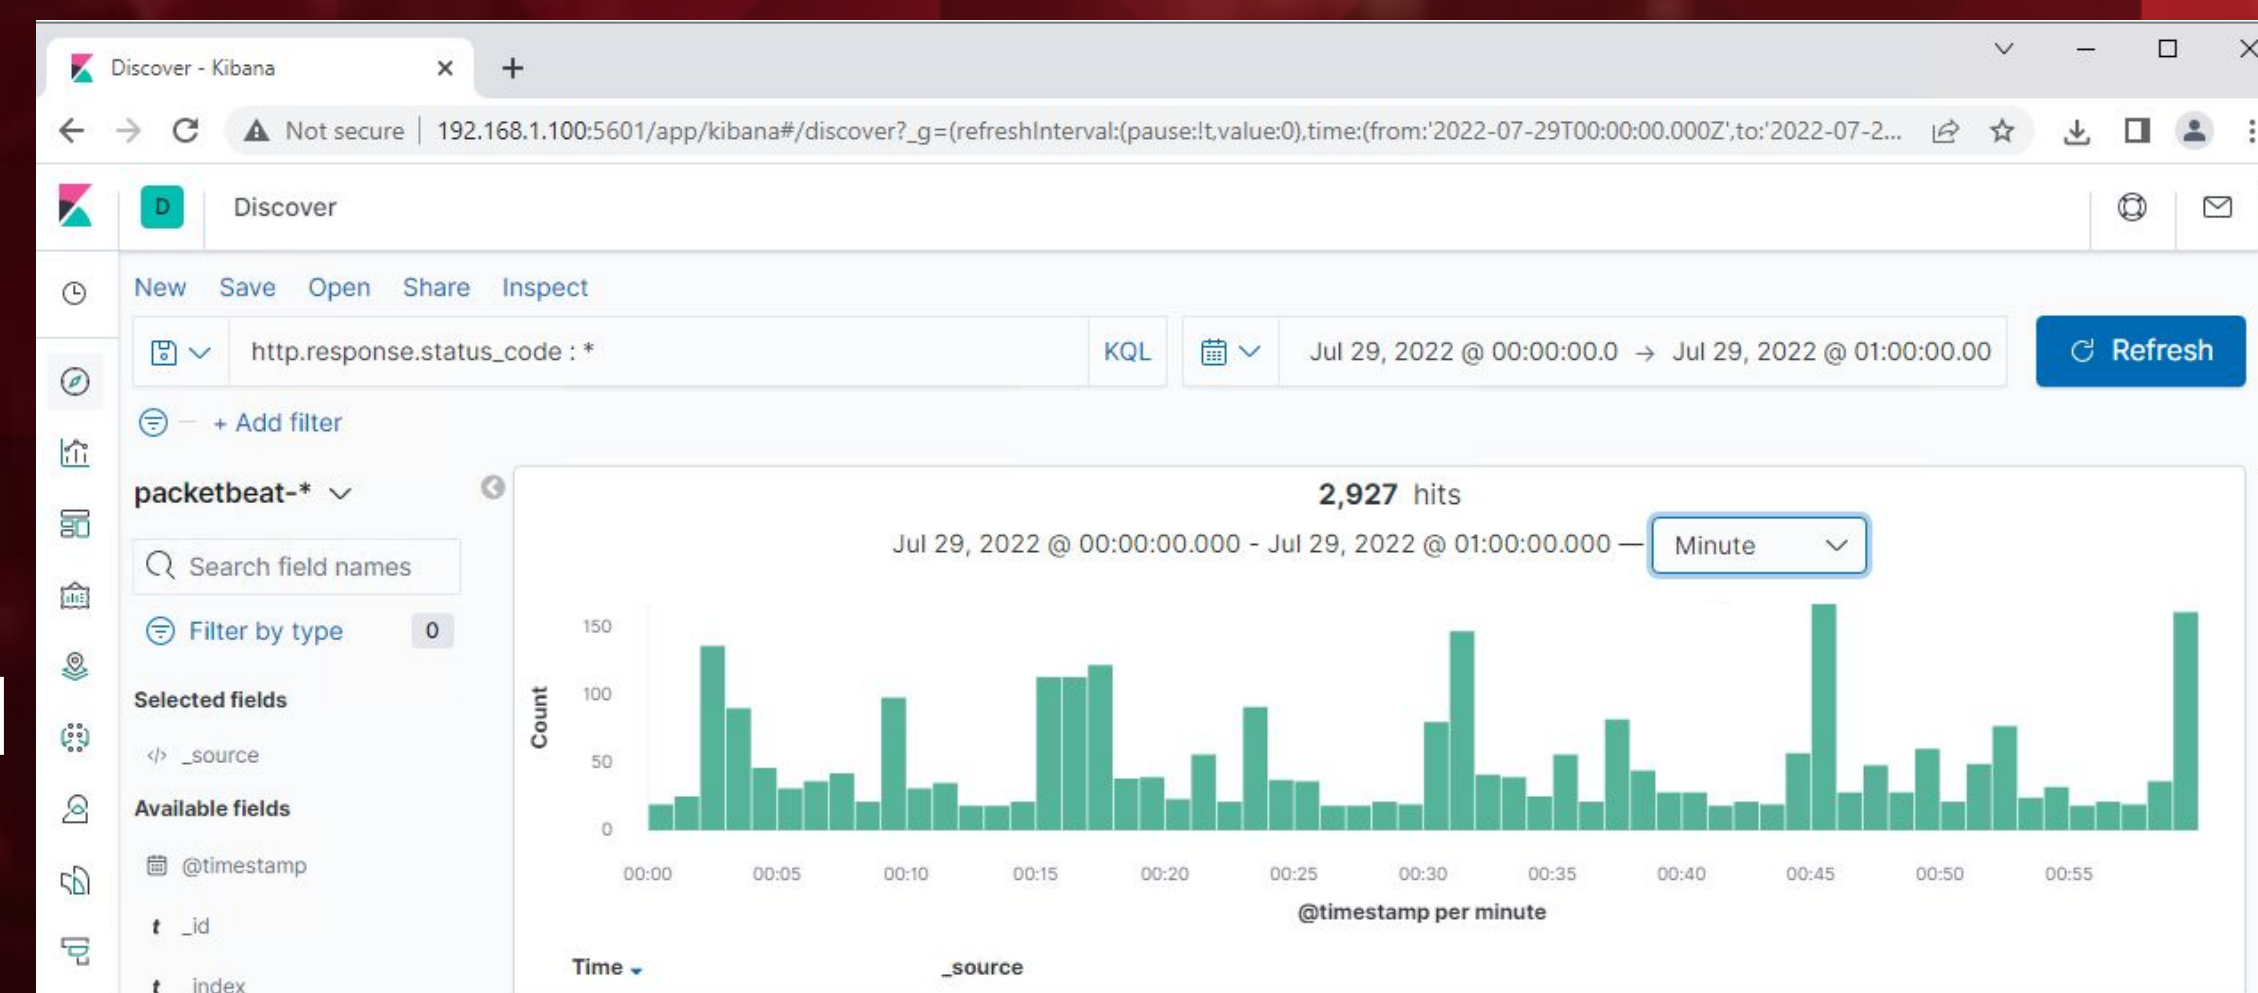 Discover - Kibana
Not secure | 192.168.1.100:5601/app/kibana#/discover?_g=(refreshInterval:(pause:!t,value:0),time:(from:'2022-07-29T00:00:00.000Z',to:'2022-07-2...
D Discover
New Save Open Share Inspect
http.response.status_code : * KQL Jul 29, 2022 @ 00:00:00.0 → Jul 29, 2022 @ 01:00:00.00 Refresh
+ Add filter
packetbeat-*
Search field names
Filter by type 0
Selected fields
</> _source
Available fields
@timestamp
t _id
t _index
2,927 hits
Jul 29, 2022 @ 00:00:00.000 - Jul 29, 2022 @ 01:00:00.000 — Minute
Count
150
100
50
0
00:00 00:05 00:10 00:15 00:20 00:25 00:30 00:35 00:40 00:45 00:50 00:55
@timestamp per minute
Time _source